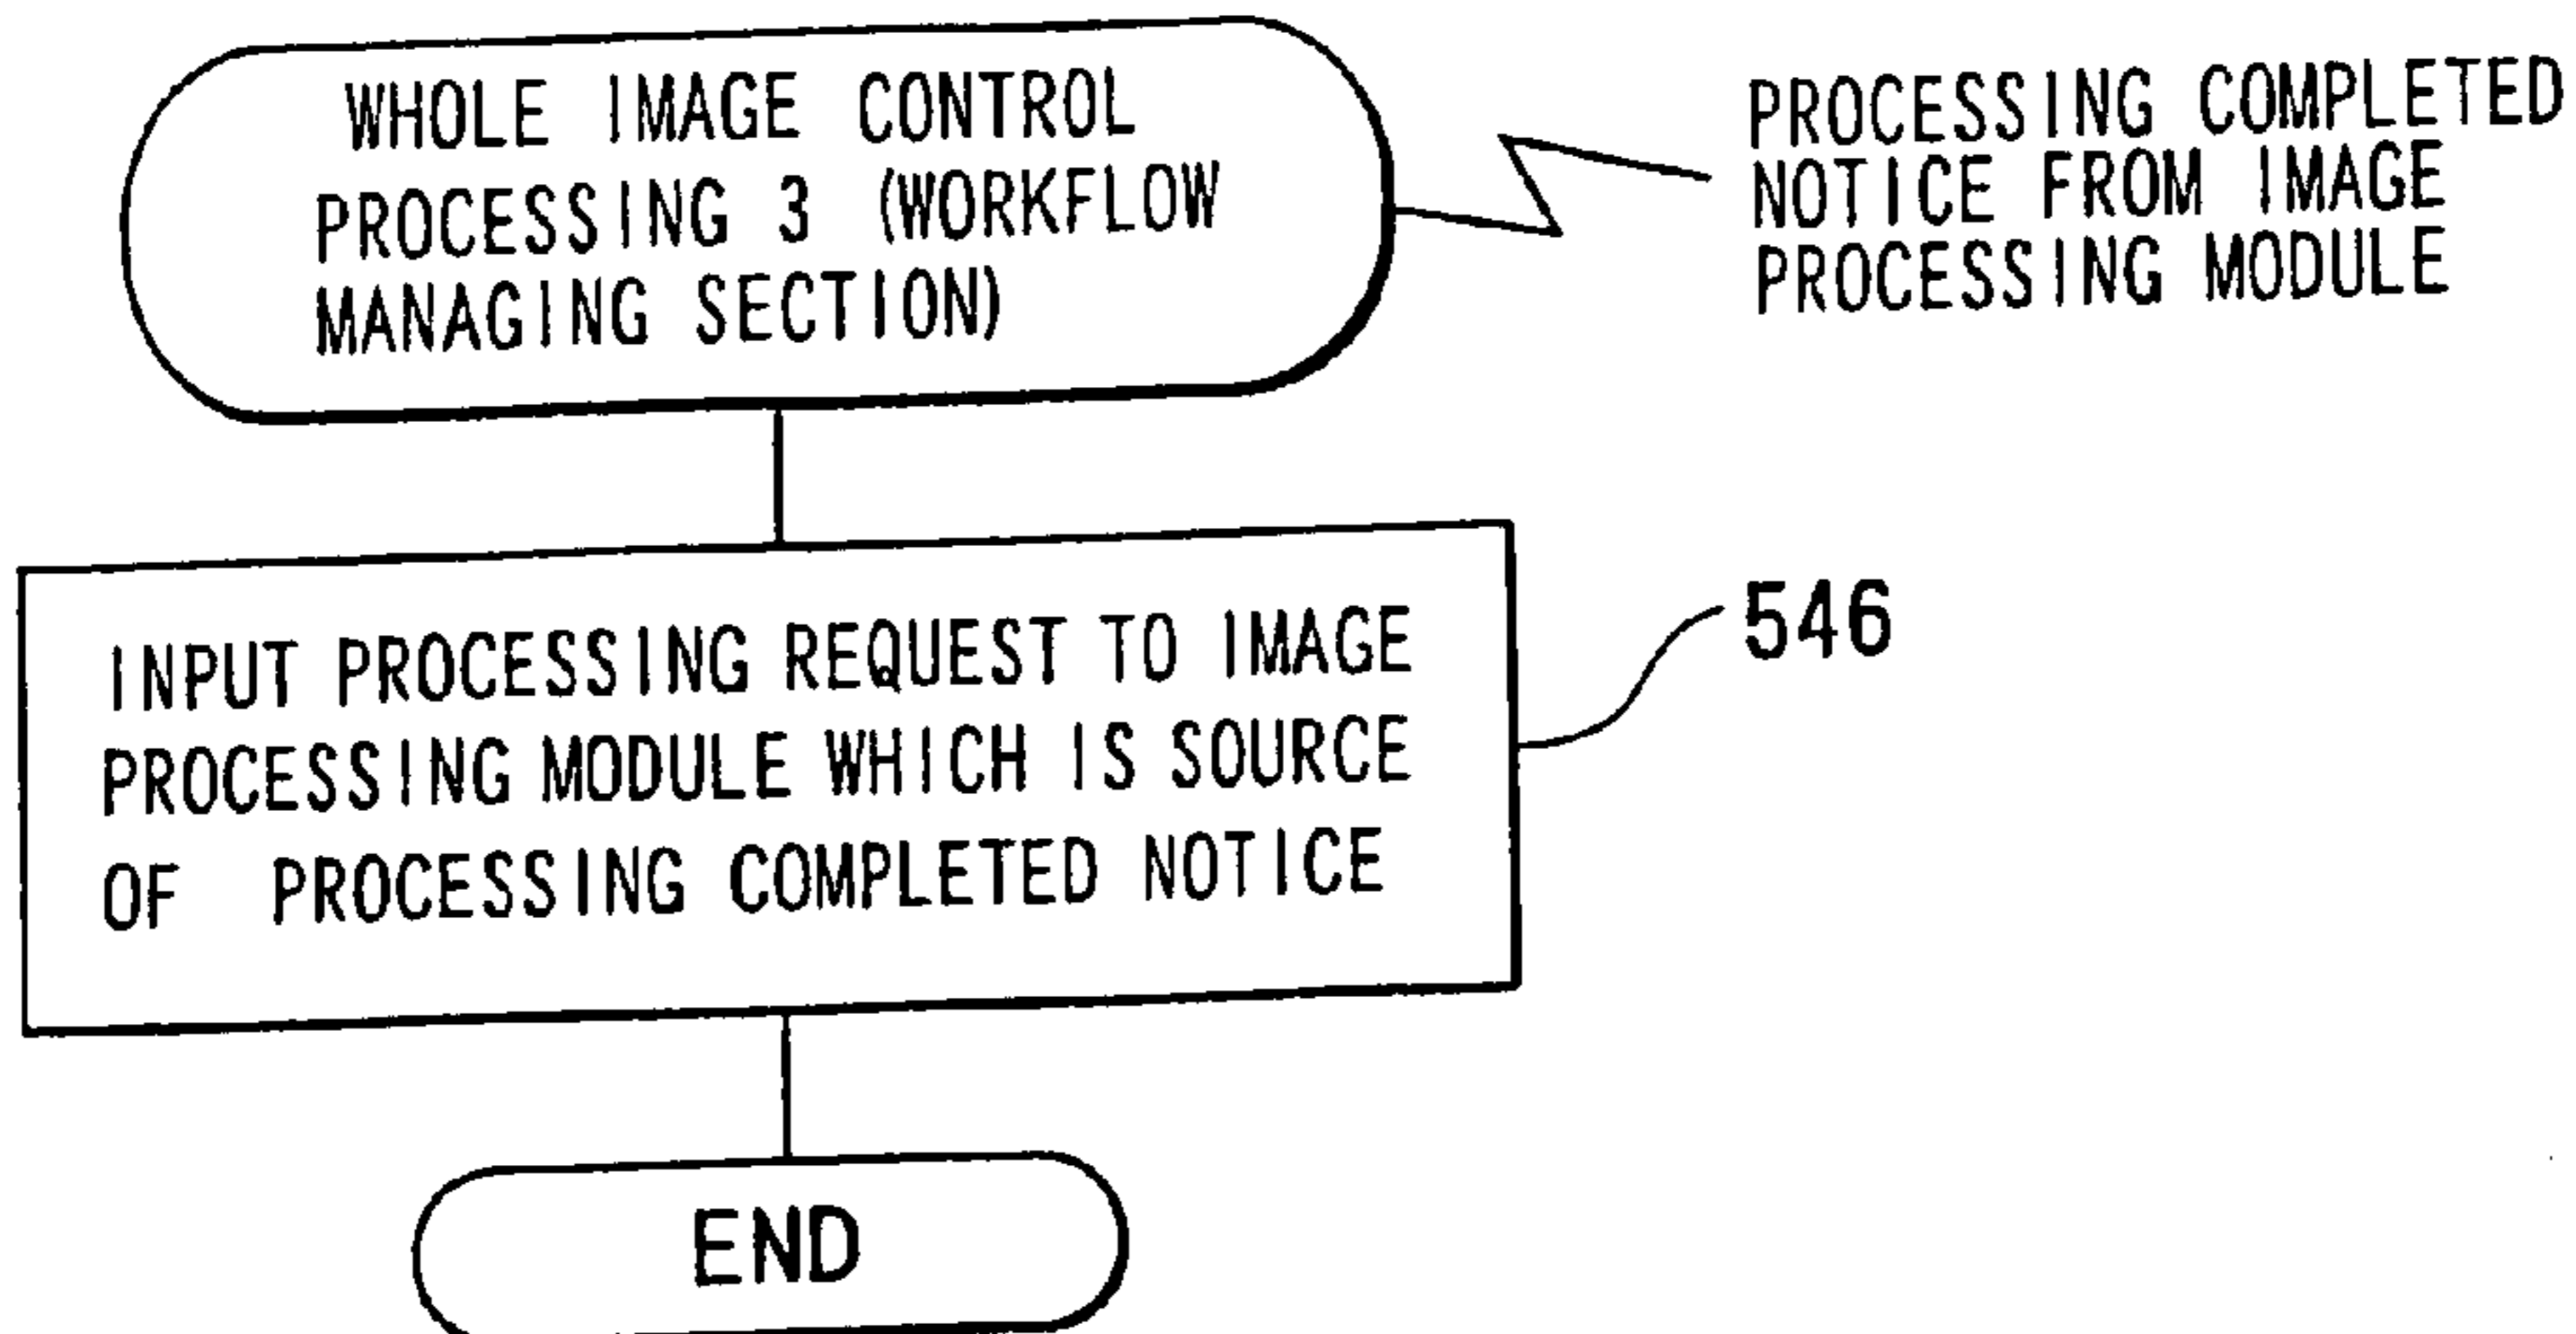 WHOLE IMAGE CONTROL
PROCESSING 3 (WORKFLOW
MANAGING SECTION)
PROCESSING COMPLETED
NOTICE FROM IMAGE
PROCESSING MODULE
INPUT PROCESSING REQUEST TO IMAGE
PROCESSING MODULE WHICH IS SOURCE
OF PROCESSING COMPLETED NOTICE
546
END